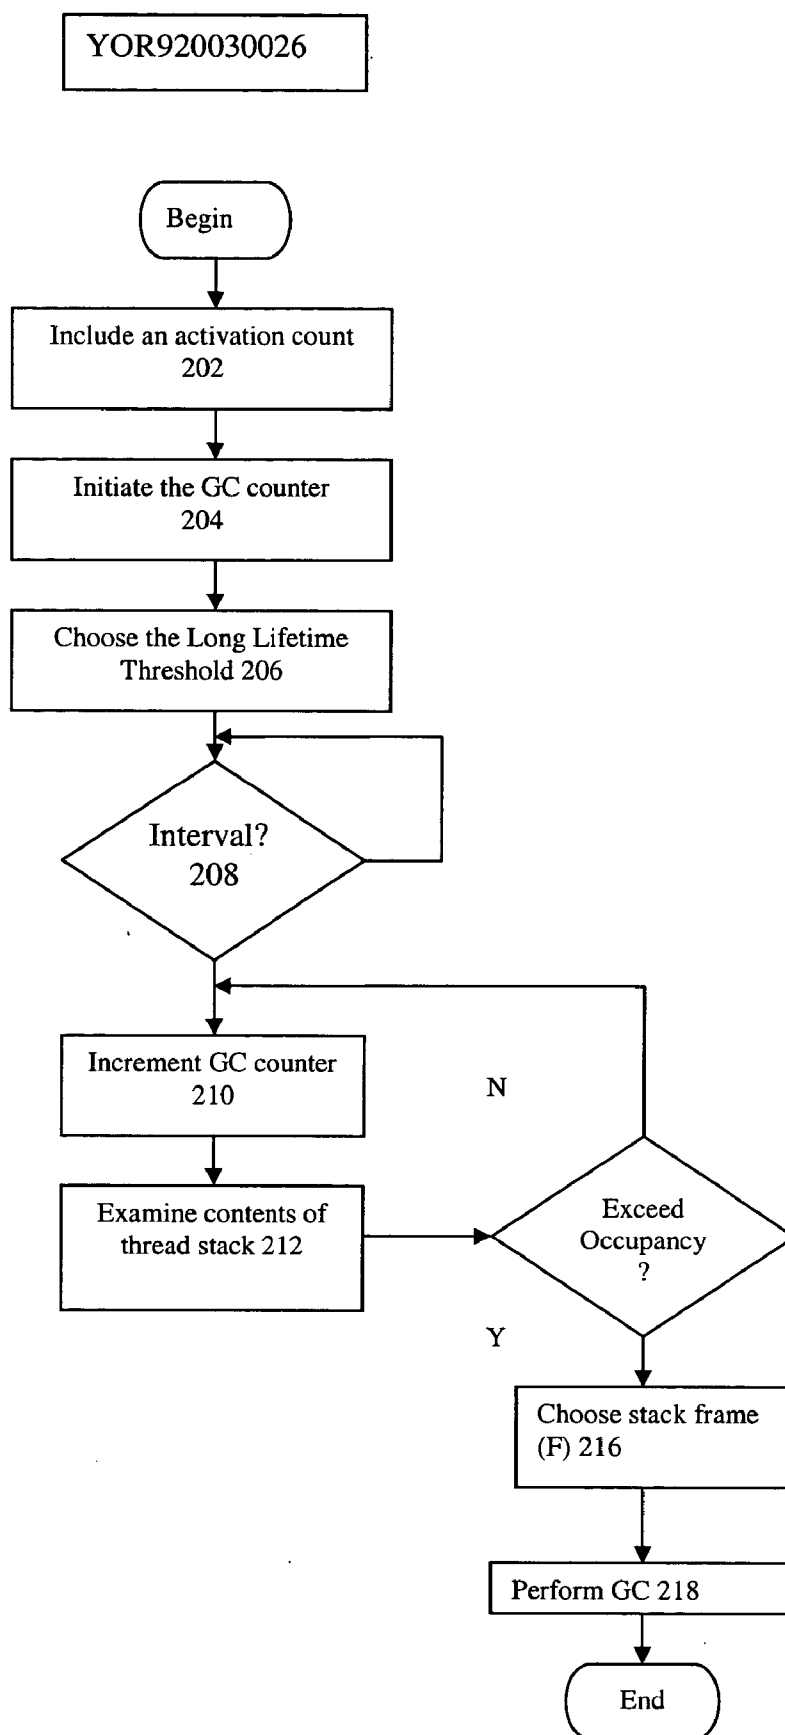 YOR920030026
Begin
Include an activation count
202
Initiate the GC counter
204
Choose the Long Lifetime
Threshold 206
Interval?
208
Increment GC counter
210
N
Examine contents of
thread stack 212
Exceed
Occupancy
?
Y
Choose stack frame
(F) 216
Perform GC 218
End